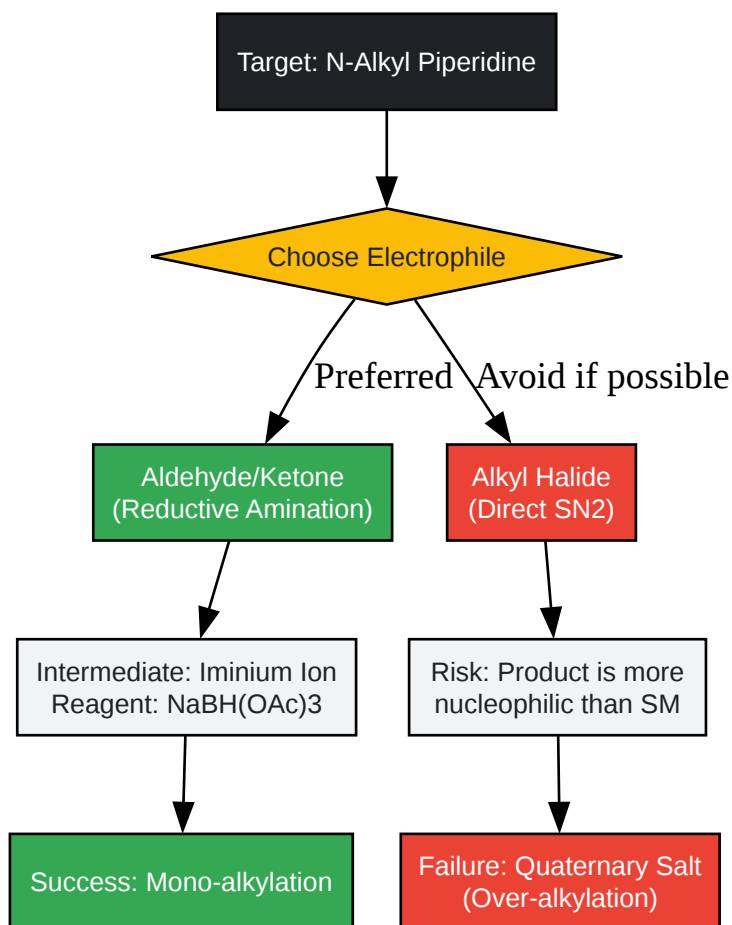 Target: N-Alkyl Piperidine
Choose Electrophile
Preferred
Avoid if possible
Aldehyde/Ketone
(Reductive Amination)
Alkyl Halide
(Direct SN2)
Intermediate: Iminium Ion
Reagent: NaBH(OAc)3
Risk: Product is more
nucleophilic than SM
Success: Mono-alkylation
Failure: Quaternary Salt
(Over-alkylation)